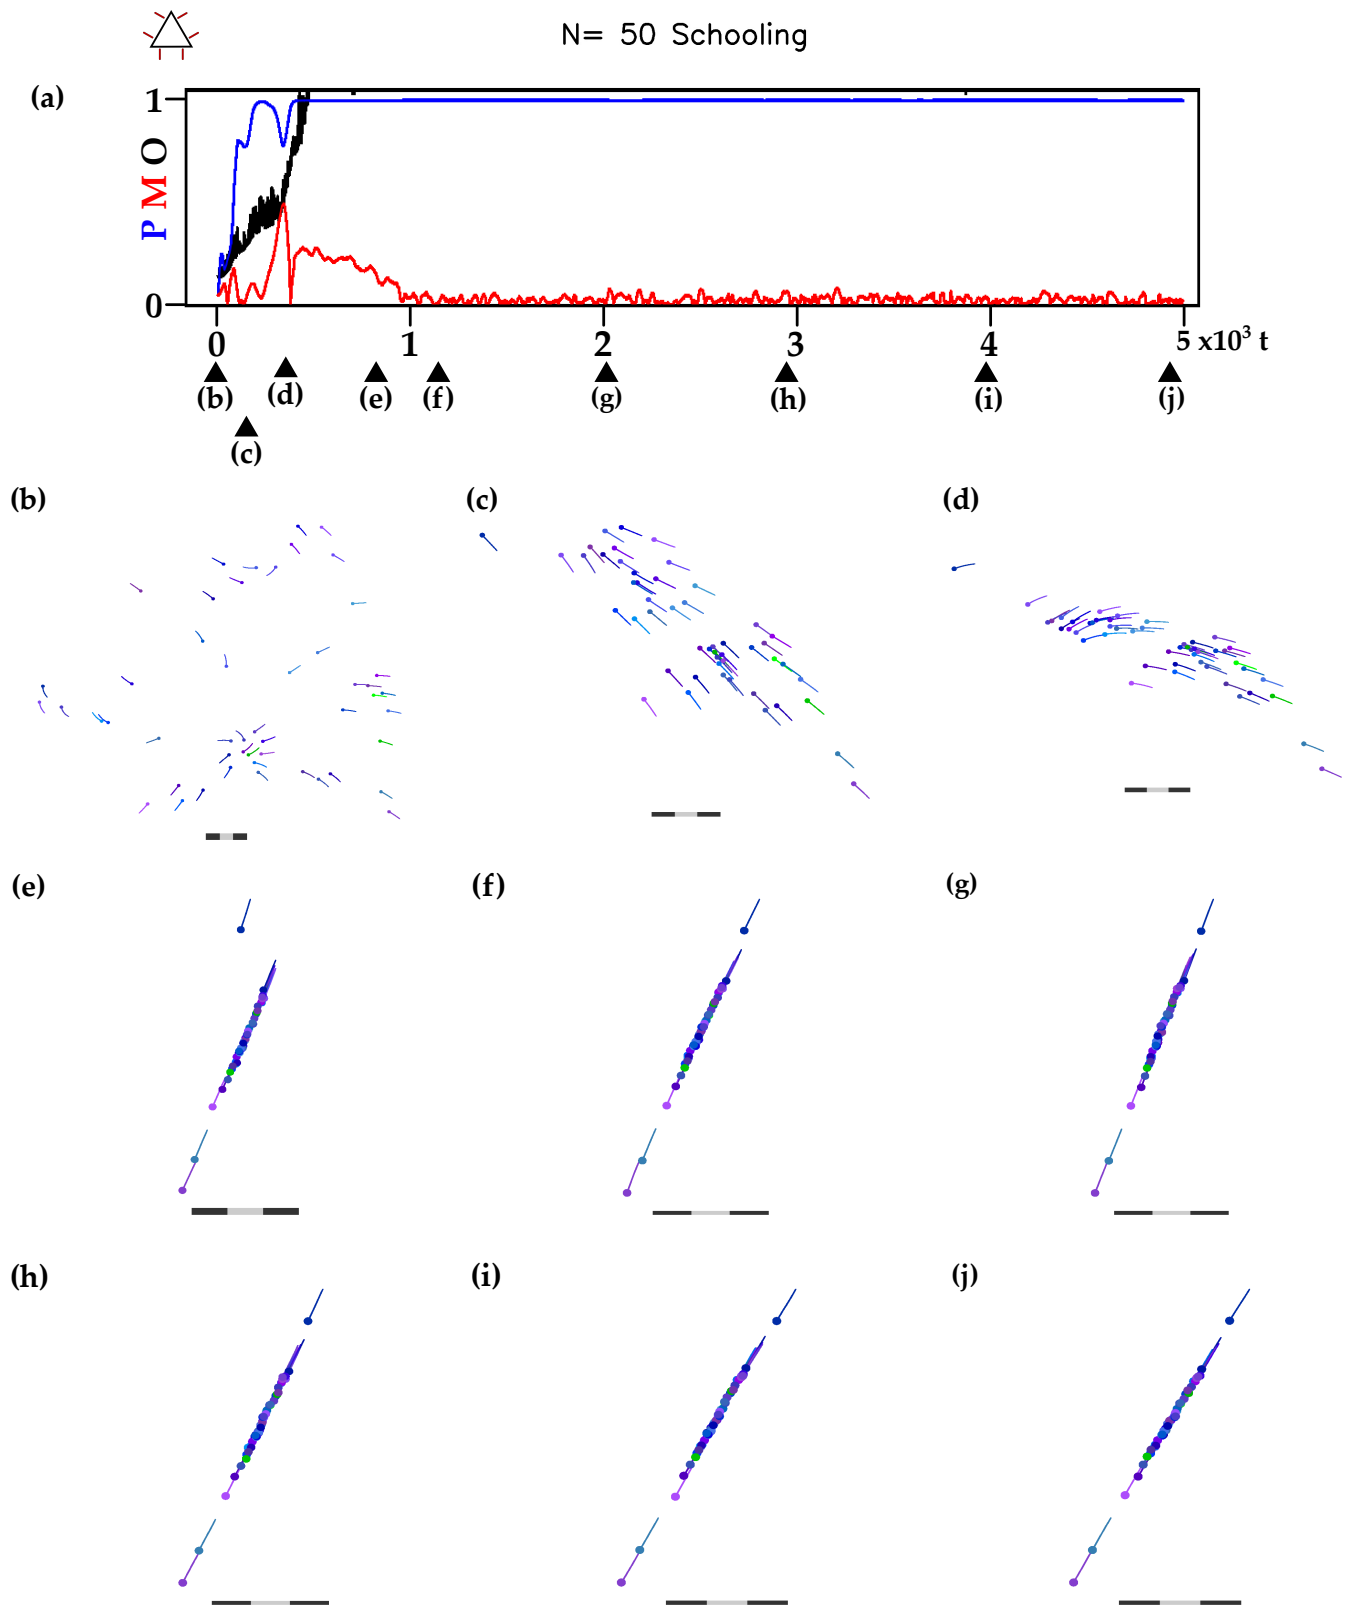 N= 50 Schooling
(a)
1
P M O
0
0 1 2 3 4 5 x10³ t
(b) (d) (e) (f) (g) (h) (i) (j)
(c)
(b) (c) (d)
(e) (f) (g)
(h) (i) (j)